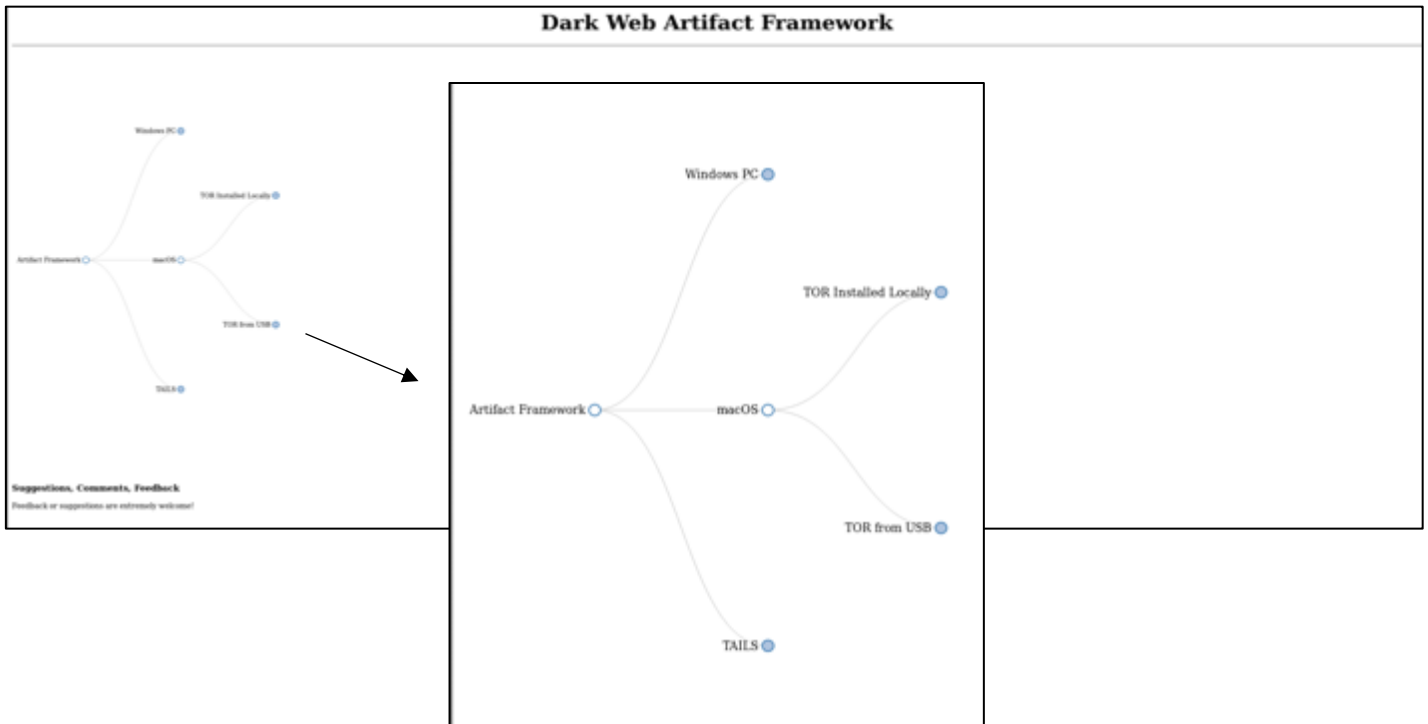 Dark Web Artifact Framework
Windows PC
TOR Installed Locally
Artifact Framework
macOS
TOR from USB
TAILS
Suggestions, Comments, Feedback
Feedback or suggestions are extremely welcome!
Windows PC
TOR Installed Locally
Artifact Framework
macOS
TOR from USB
TAILS